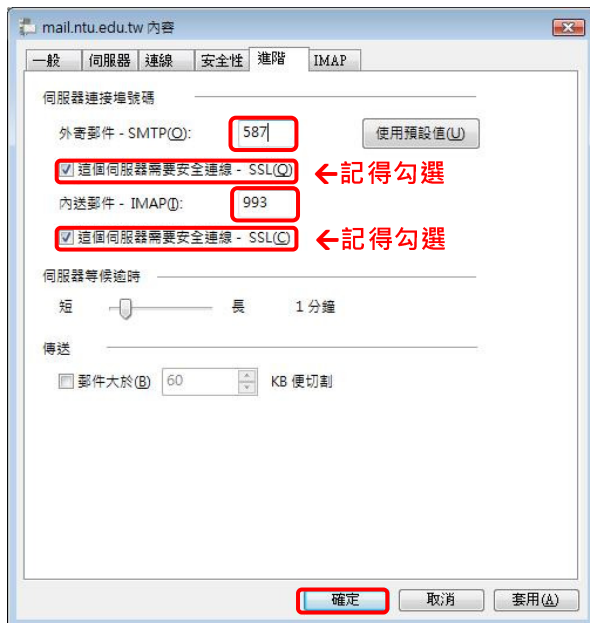 mail.ntu.edu.tw 內容
一般 伺服器 連線 安全性 進階 IMAP
伺服器連接埠號碼
外寄郵件 - SMTP(O): 587 使用預設值(U)
這個伺服器需要安全連線 - SSL(Q) ←記得勾選
內送郵件 - IMAP(I): 993
這個伺服器需要安全連線 - SSL(C) ←記得勾選
伺服器等候逾時
短 長 1 分鐘
傳送
郵件大於(B) 60 KB 便切割
確定 取消 套用(A)